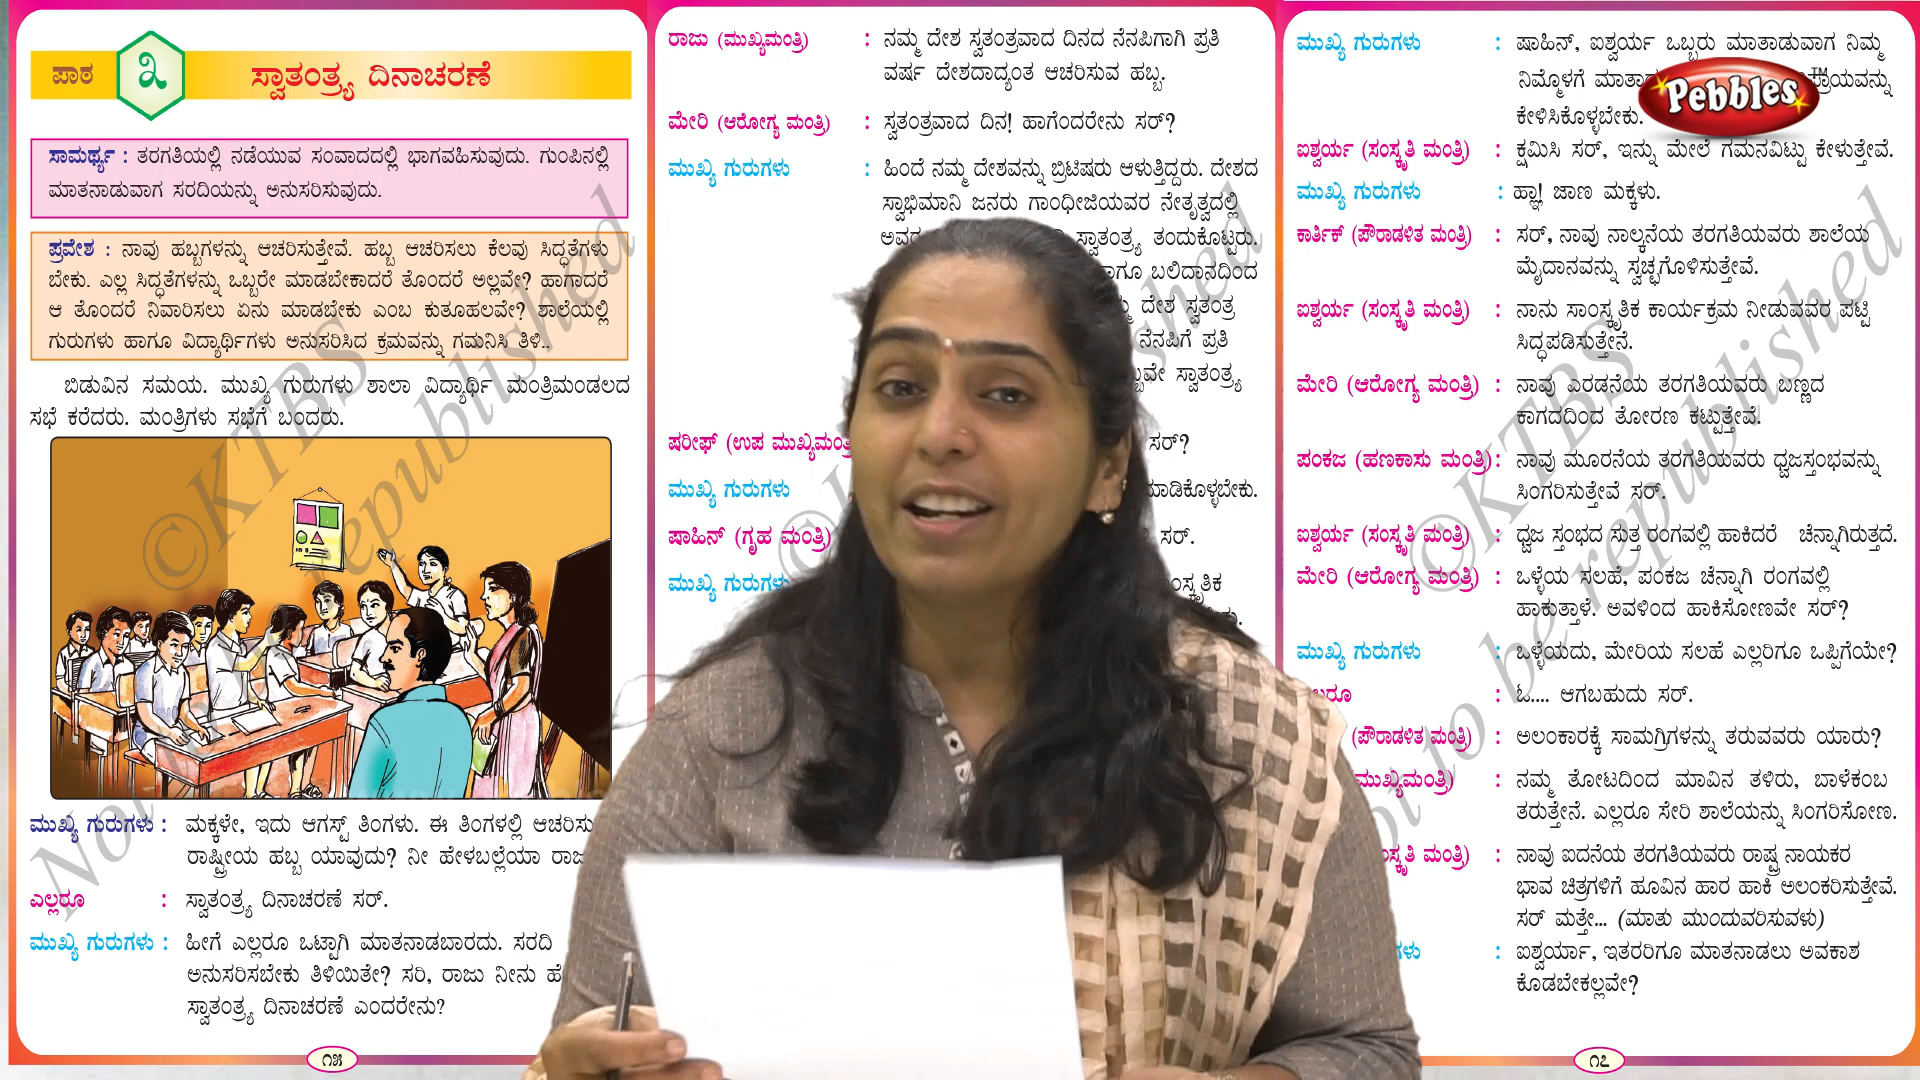 ಪಾಠ ೩ ಸ್ವಾತಂತ್ರ್ಯ ದಿನಾಚರಣೆ
ಸಾಮರ್ಥ್ಯ : ತರಗತಿಯಲ್ಲಿ ನಡೆಯುವ ಸಂವಾದದಲ್ಲಿ ಭಾಗವಹಿಸುವುದು. ಗುಂಪಿನಲ್ಲಿ
ಮಾತನಾಡುವಾಗ ಸರದಿಯನ್ನು ಅನುಸರಿಸುವುದು.
ಪ್ರವೇಶ : ನಾವು ಹಬ್ಬಗಳನ್ನು ಆಚರಿಸುತ್ತೇವೆ. ಹಬ್ಬ ಆಚರಿಸಲು ಕೆಲವು ಸಿದ್ಧತೆಗಳು
ಬೇಕು. ಎಲ್ಲ ಸಿದ್ಧತೆಗಳನ್ನು ಒಬ್ಬರೇ ಮಾಡಬೇಕಾದರೆ ತೊಂದರೆ ಅಲ್ಲವೇ? ಹಾಗಾದರೆ
ಆ ತೊಂದರೆ ನಿವಾರಿಸಲು ಏನು ಮಾಡಬೇಕು ಎಂಬ ಕುತೂಹಲವೇ? ಶಾಲೆಯಲ್ಲಿ
ಗುರುಗಳು ಹಾಗೂ ವಿದ್ಯಾರ್ಥಿಗಳು ಅನುಸರಿಸಿದ ಕ್ರಮವನ್ನು ಗಮನಿಸಿ ತಿಳಿ..
ಬಿಡುವಿನ ಸಮಯ. ಮುಖ್ಯ ಗುರುಗಳು ಶಾಲಾ ವಿದ್ಯಾರ್ಥಿ ಮಂತ್ರಿಮಂಡಲದ
ಸಭೆ ಕರೆದರು. ಮಂತ್ರಿಗಳು ಸಭೆಗೆ ಬಂದರು.
ಮುಖ್ಯ ಗುರುಗಳು : ಮಕ್ಕಳೇ, ಇದು ಆಗಸ್ಟ್ ತಿಂಗಳು. ಈ ತಿಂಗಳಲ್ಲಿ ಆಚರಿಸು
ರಾಷ್ಟ್ರೀಯ ಹಬ್ಬ ಯಾವುದು? ನೀ ಹೇಳಬಲ್ಲೆಯಾ ರಾಜು
ಎಲ್ಲರೂ : ಸ್ವಾತಂತ್ರ್ಯ ದಿನಾಚರಣೆ ಸರ್.
ಮುಖ್ಯ ಗುರುಗಳು : ಹೀಗೆ ಎಲ್ಲರೂ ಒಟ್ಟಾಗಿ ಮಾತನಾಡಬಾರದು. ಸರದಿ
ಅನುಸರಿಸಬೇಕು ತಿಳಿಯಿತೇ? ಸರಿ, ರಾಜು ನೀನು ಹೆ
ಸ್ವಾತಂತ್ರ್ಯ ದಿನಾಚರಣೆ ಎಂದರೇನು?
೧೫
ರಾಜು (ಮುಖ್ಯಮಂತ್ರಿ) : ನಮ್ಮ ದೇಶ ಸ್ವತಂತ್ರವಾದ ದಿನದ ನೆನಪಿಗಾಗಿ ಪ್ರತಿ
ವರ್ಷ ದೇಶದಾದ್ಯಂತ ಆಚರಿಸುವ ಹಬ್ಬ.
ಮೇರಿ (ಆರೋಗ್ಯ ಮಂತ್ರಿ) : ಸ್ವತಂತ್ರವಾದ ದಿನ! ಹಾಗೆಂದರೇನು ಸರ್?
ಮುಖ್ಯ ಗುರುಗಳು : ಹಿಂದೆ ನಮ್ಮ ದೇಶವನ್ನು ಬ್ರಿಟಿಷರು ಆಳುತ್ತಿದ್ದರು. ದೇಶದ
ಸ್ವಾಭಿಮಾನಿ ಜನರು ಗಾಂಧೀಜಿಯವರ ನೇತೃತ್ವದಲ್ಲಿ
ಅವರ ಸ್ವಾತಂತ್ರ್ಯ ತಂದುಕೊಟ್ಟರು.
ಹಾಗೂ ಬಲಿದಾನದಿಂದ
ದೇಶ ಸ್ವತಂತ್ರ
ನೆನಪಿಗೆ ಪ್ರತಿ
ಸ್ವಾತಂತ್ರ್ಯ
ಷರೀಫ್ (ಉಪ ಮುಖ್ಯಮಂತ್ರಿ ಸರ್?
ಮುಖ್ಯ ಗುರುಗಳು ಮಾಡಿಕೊಳ್ಳಬೇಕು.
ಷಾಹಿನ್ (ಗೃಹ ಮಂತ್ರಿ) ಸರ್.
ಮುಖ್ಯ ಗುರುಗಳು
ಮುಖ್ಯ ಗುರುಗಳು : ಷಾಹಿನ್, ಐಶ್ವರ್ಯ ಒಬ್ಬರು ಮಾತಾಡುವಾಗ ನಿಮ್ಮ
ನಿಮ್ಮೊಳಗೆ ಮಾತಾಡ
ಕೇಳಿಸಿಕೊಳ್ಳಬೇಕು.
Pebbles™
ಐಶ್ವರ್ಯ (ಸಂಸ್ಕೃತಿ ಮಂತ್ರಿ) : ಕ್ಷಮಿಸಿ ಸರ್, ಇನ್ನು ಮೇಲೆ ಗಮನವಿಟ್ಟು ಕೇಳುತ್ತೇವೆ.
ಮುಖ್ಯ ಗುರುಗಳು : ಹ್ಞಾ! ಜಾಣ ಮಕ್ಕಳು.
ಕಾರ್ತಿಕ್ (ಪೌರಾಡಳಿತ ಮಂತ್ರಿ) : ಸರ್, ನಾವು ನಾಲ್ಕನೆಯ ತರಗತಿಯವರು ಶಾಲೆಯ
ಮೈದಾನವನ್ನು ಸ್ವಚ್ಛಗೊಳಿಸುತ್ತೇವೆ.
ಐಶ್ವರ್ಯ (ಸಂಸ್ಕೃತಿ ಮಂತ್ರಿ) : ನಾನು ಸಾಂಸ್ಕೃತಿಕ ಕಾರ್ಯಕ್ರಮ ನೀಡುವವರ ಪಟ್ಟಿ
ಸಿದ್ಧಪಡಿಸುತ್ತೇನೆ.
ಮೇರಿ (ಆರೋಗ್ಯ ಮಂತ್ರಿ) : ನಾವು ಎರಡನೆಯ ತರಗತಿಯವರು ಬಣ್ಣದ
ಕಾಗದದಿಂದ ತೋರಣ ಕಟ್ಟುತ್ತೇವೆ.
ಪಂಕಜ (ಹಣಕಾಸು ಮಂತ್ರಿ) : ನಾವು ಮೂರನೆಯ ತರಗತಿಯವರು ಧ್ವಜಸ್ತಂಭವನ್ನು
ಸಿಂಗರಿಸುತ್ತೇವೆ ಸರ್.
ಐಶ್ವರ್ಯ (ಸಂಸ್ಕೃತಿ ಮಂತ್ರಿ) : ಧ್ವಜ ಸ್ತಂಭದ ಸುತ್ತ ರಂಗವಲ್ಲಿ ಹಾಕಿದರೆ ಚೆನ್ನಾಗಿರುತ್ತದೆ.
ಮೇರಿ (ಆರೋಗ್ಯ ಮಂತ್ರಿ) : ಒಳ್ಳೆಯ ಸಲಹೆ, ಪಂಕಜ ಚೆನ್ನಾಗಿ ರಂಗವಲ್ಲಿ
ಹಾಕುತ್ತಾಳೆ. ಅವಳಿಂದ ಹಾಕಿಸೋಣವೇ ಸರ್?
ಮುಖ್ಯ ಗುರುಗಳು : ಒಳ್ಳೆಯದು, ಮೇರಿಯ ಸಲಹೆ ಎಲ್ಲರಿಗೂ ಒಪ್ಪಿಗೆಯೇ?
: ಓ.... ಆಗಬಹುದು ಸರ್.
(ಪೌರಾಡಳಿತ ಮಂತ್ರಿ) : ಅಲಂಕಾರಕ್ಕೆ ಸಾಮಗ್ರಿಗಳನ್ನು ತರುವವರು ಯಾರು?
ಮುಖ್ಯಮಂತ್ರಿ) : ನಮ್ಮ ತೋಟದಿಂದ ಮಾವಿನ ತಳಿರು, ಬಾಳೆಕಂಬ
ತರುತ್ತೇನೆ. ಎಲ್ಲರೂ ಸೇರಿ ಶಾಲೆಯನ್ನು ಸಿಂಗರಿಸೋಣ.
ಮಂತ್ರಿ) : ನಾವು ಐದನೆಯ ತರಗತಿಯವರು ರಾಷ್ಟ್ರನಾಯಕರ
ಭಾವ ಚಿತ್ರಗಳಿಗೆ ಹೂವಿನ ಹಾರ ಹಾಕಿ ಅಲಂಕರಿಸುತ್ತೇವೆ.
ಸರ್ ಮತ್ತೇ... (ಮಾತು ಮುಂದುವರಿಸುವಳು)
: ಐಶ್ವರ್ಯಾ, ಇತರರಿಗೂ ಮಾತನಾಡಲು ಅವಕಾಶ
ಕೊಡಬೇಕಲ್ಲವೇ?
೧೭
©KTBS
Not to be republished